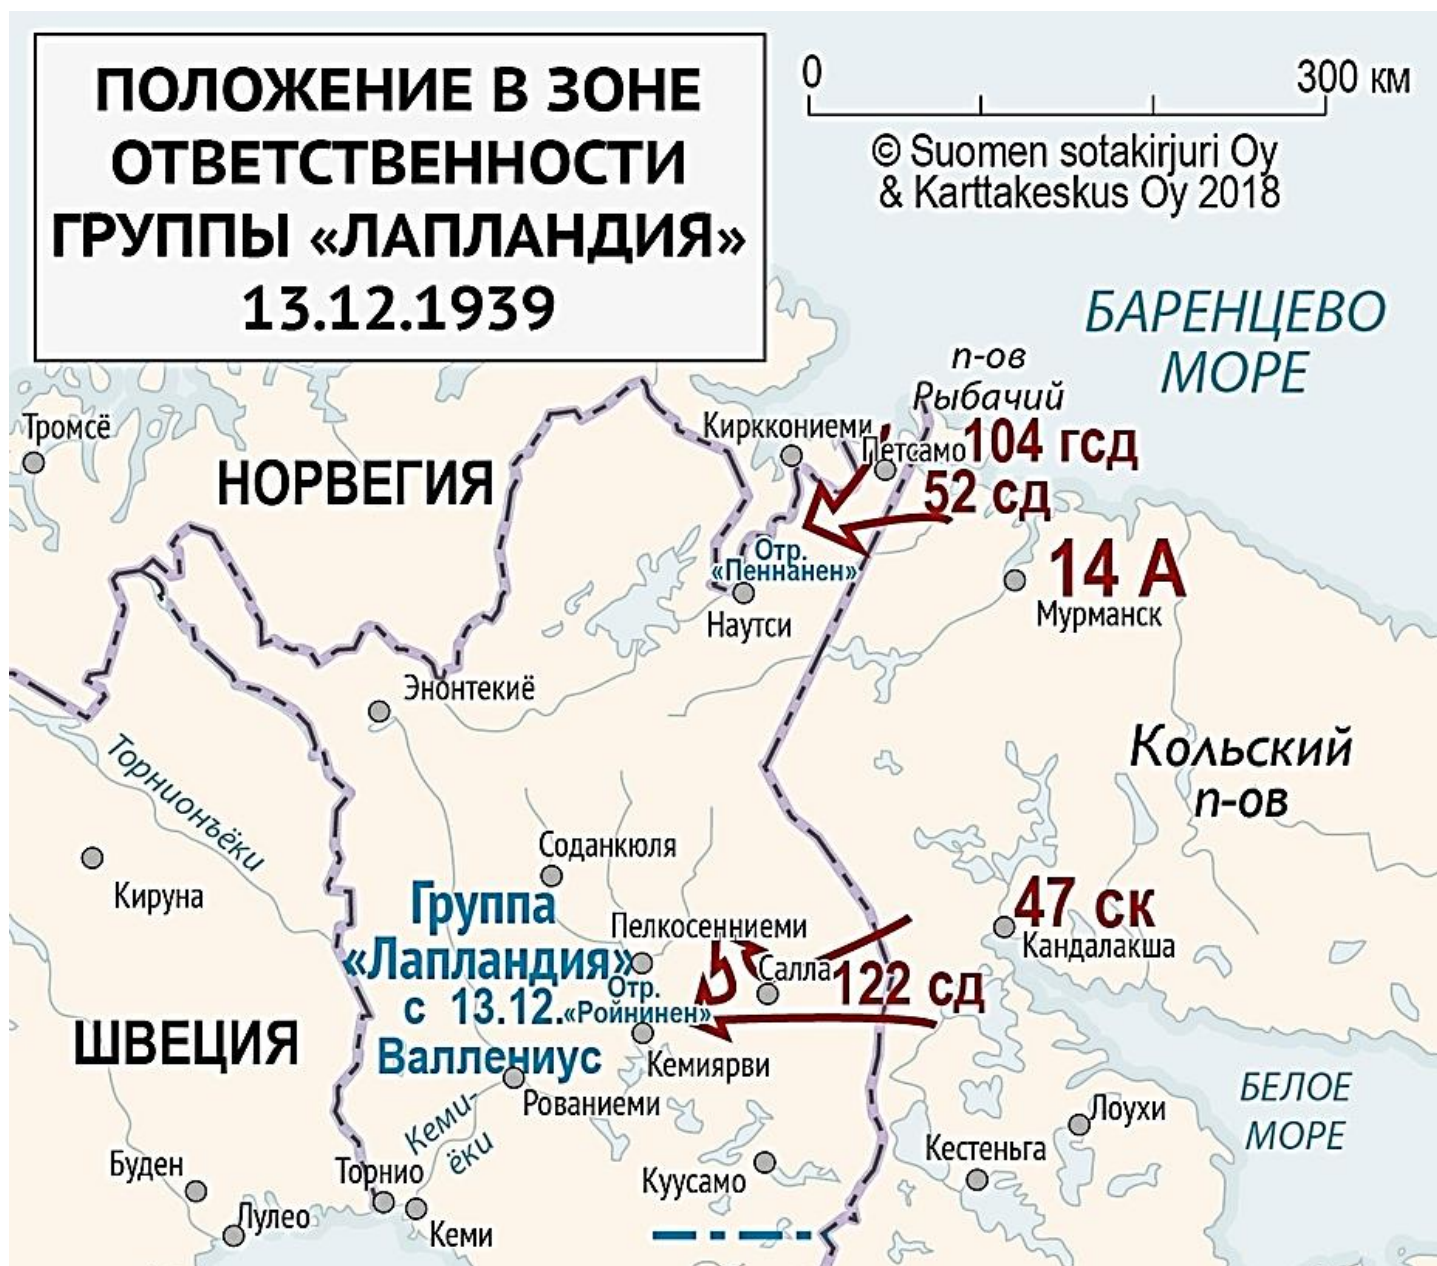 ПОЛОЖЕНИЕ В ЗОНЕ
ОТВЕТСТВЕННОСТИ
ГРУППЫ «ЛАПЛАНДИЯ»
13.12.1939
0
300 км
© Suomen sotakirjuri Oy
& Karttakeskus Oy 2018
БАРЕНЦЕВО
МОРЕ
п-ов
Рыбачий
Тромсё
НОРВЕГИЯ
Кирккониеми
Петсамо
104 гсд
52 сд
Отр.
«Пеннанен»
14 А
Мурманск
Наутси
Энонтекиё
Торнионъёки
Кольский
п-ов
Соданкюля
Кируна
Группа
«Лапландия»
с 13.12.
Валлениус
Пелкосенниеми
Салла
Отр.
«Ройнинен»
122 сд
47 ск
Кандалакша
ШВЕЦИЯ
Кемиярви
Рованиеми
Кеми-
ёки
БЕЛОЕ
МОРЕ
Лоухи
Кестеньга
Куусамо
Буден
Торнио
Лулео
Кеми